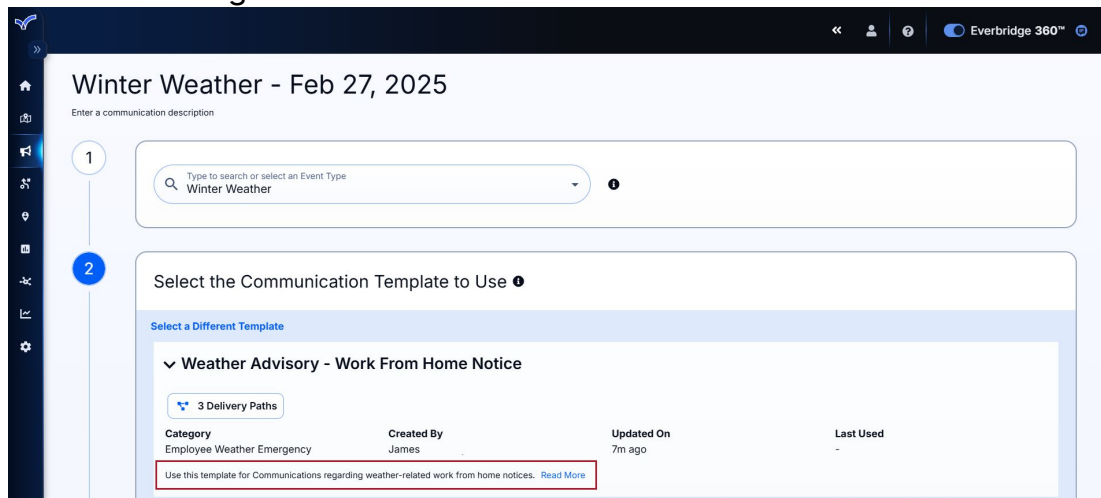 « Everbridge 360™
Winter Weather - Feb 27, 2025
Enter a communication description
1
Type to search or select an Event Type
Winter Weather
2
Select the Communication Template to Use
Select a Different Template
Weather Advisory - Work From Home Notice
3 Delivery Paths
Category Created By Updated On Last Used
Employee Weather Emergency James 7m ago -
Use this template for Communications regarding weather-related work from home notices. Read More